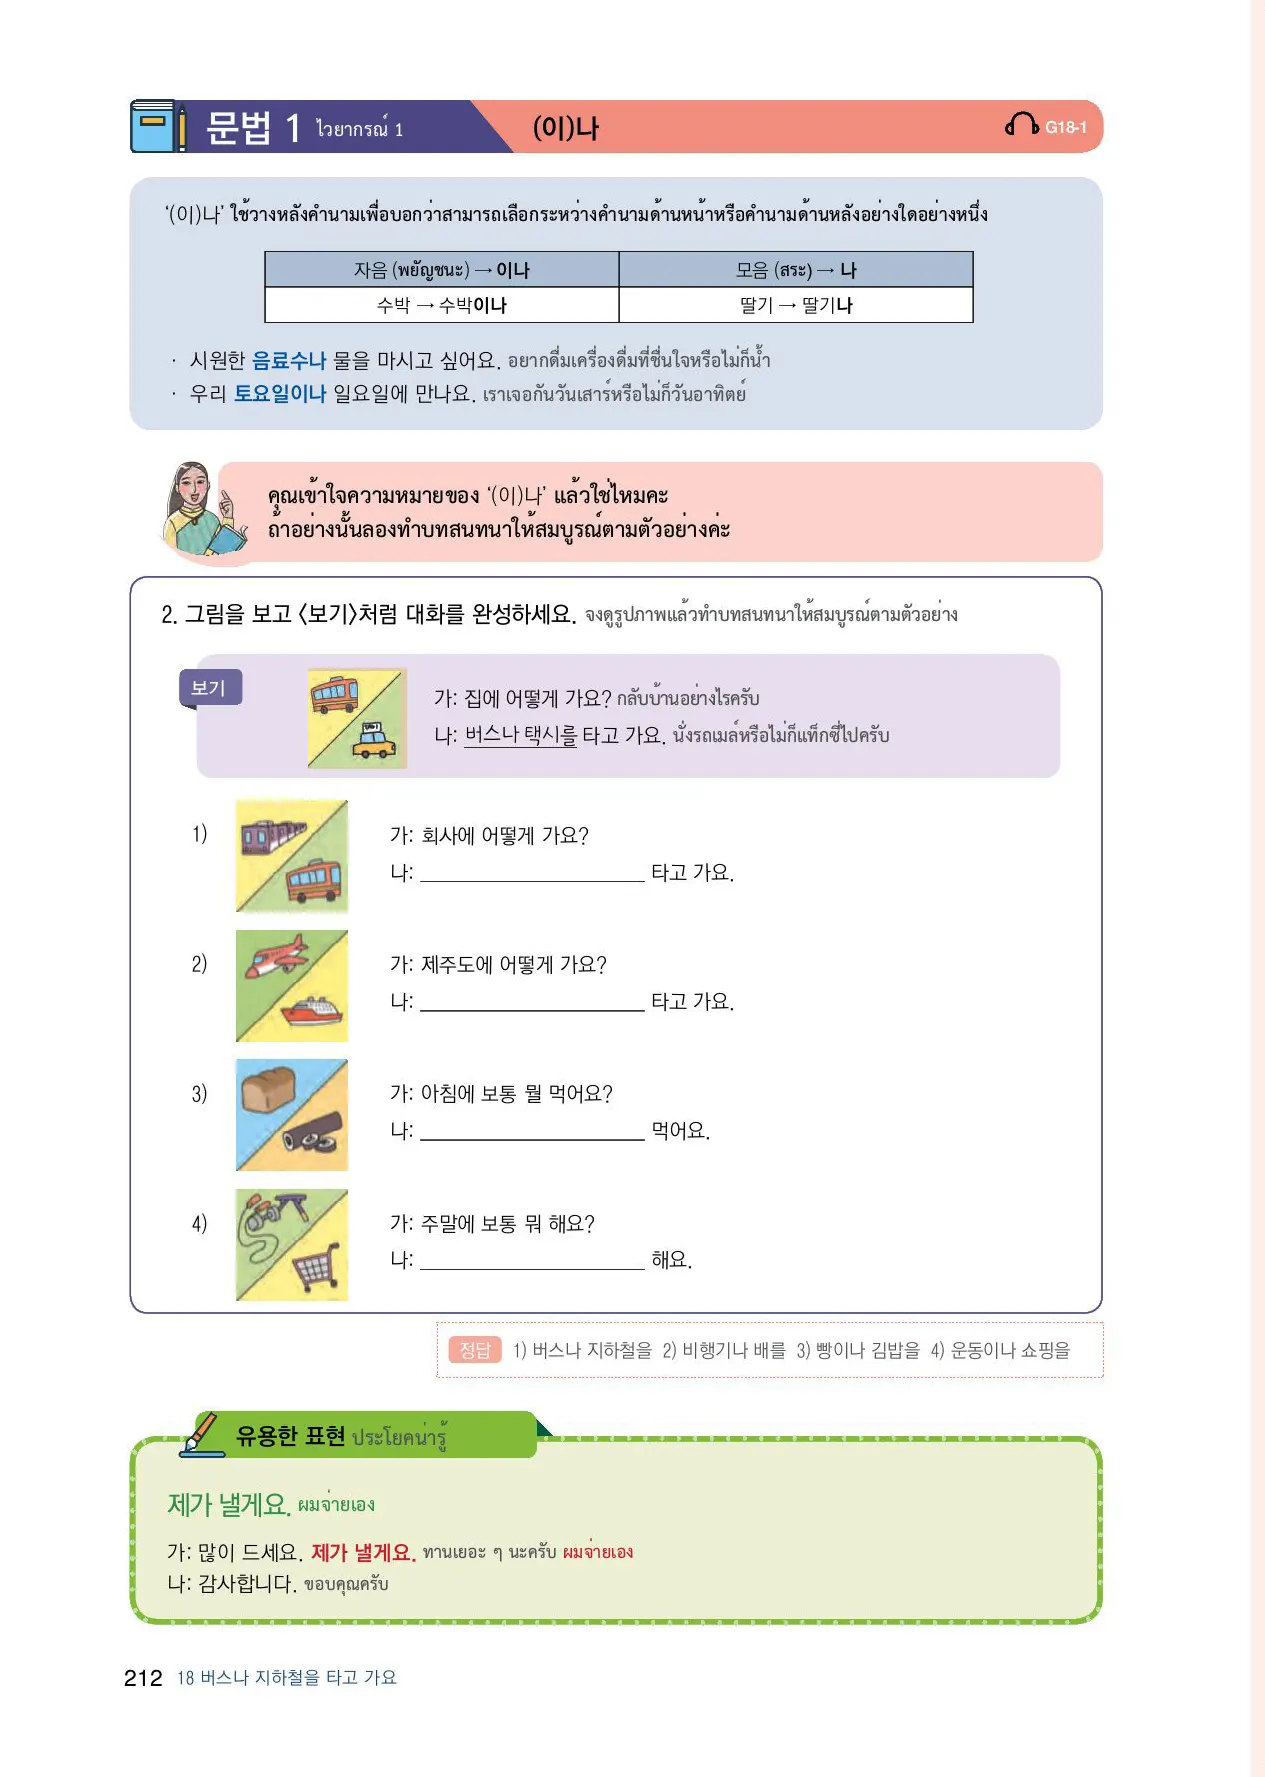 문법 1 ไวยากรณ์ 1 (이)나 G18-1
‘(이)나’ ใช้วางหลังคำนามเพื่อบอกว่าสามารถเลือกระหว่างคำนามด้านหน้าหรือคำนามด้านหลังอย่างใดอย่างหนึ่ง
자음 (พยัญชนะ) → 이나 모음 (สระ) → 나
수박 → 수박이나 딸기 → 딸기나
· 시원한 음료수나 물을 마시고 싶어요. อยากดื่มเครื่องดื่มที่ชื่นใจหรือไม่ก็น้ำ
· 우리 토요일이나 일요일에 만나요. เราเจอกันวันเสาร์หรือไม่ก็วันอาทิตย์
คุณเข้าใจความหมายของ ‘(이)나’ แล้วใช่ไหมคะ
ถ้าอย่างนั้นลองทำบทสนทนาให้สมบูรณ์ตามตัวอย่างค่ะ
2. 그림을 보고 〈보기〉처럼 대화를 완성하세요. จงดูรูปภาพแล้วทำบทสนทนาให้สมบูรณ์ตามตัวอย่าง
보기
가: 집에 어떻게 가요? กลับบ้านอย่างไรครับ
나: 버스나 택시를 타고 가요. นั่งรถเมล์หรือไม่ก็แท็กซี่ไปครับ
1) 가: 회사에 어떻게 가요?
나: ____________________ 타고 가요.
2) 가: 제주도에 어떻게 가요?
나: ____________________ 타고 가요.
3) 가: 아침에 보통 뭘 먹어요?
나: ____________________ 먹어요.
4) 가: 주말에 보통 뭐 해요?
나: ____________________ 해요.
정답 1) 버스나 지하철을 2) 비행기나 배를 3) 빵이나 김밥을 4) 운동이나 쇼핑을
유용한 표현 ประโยคน่ารู้
제가 낼게요. ผมจ่ายเอง
가: 많이 드세요. 제가 낼게요. ทานเยอะ ๆ นะครับ ผมจ่ายเอง
나: 감사합니다. ขอบคุณครับ
212 18 버스나 지하철을 타고 가요